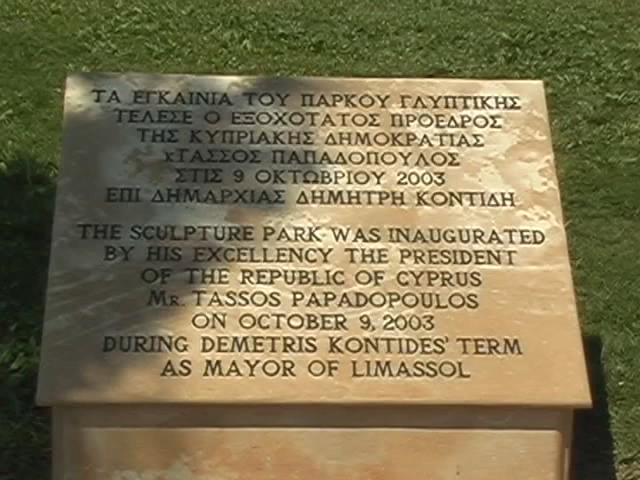 ΤΑ ΕΓΚΑΙΝΙΑ ΤΟΥ ΠΑΡΚΟΥ ΓΛΥΠΤΙΚΗΣ
ΤΕΛΕΣΕ Ο ΕΞΟΧΟΤΑΤΟΣ ΠΡΟΕΔΡΟΣ
ΤΗΣ ΚΥΠΡΙΑΚΗΣ ΔΗΜΟΚΡΑΤΙΑΣ
κ ΤΑΣΣΟΣ ΠΑΠΑΔΟΠΟΥΛΟΣ
ΣΤΙΣ 9 ΟΚΤΩΒΡΙΟΥ 2003
ΕΠΙ ΔΗΜΑΡΧΙΑΣ ΔΗΜΗΤΡΗ ΚΟΝΤΙΔΗ
THE SCULPTURE PARK WAS INAUGURATED
BY HIS EXCELLENCY THE PRESIDENT
OF THE REPUBLIC OF CYPRUS
MR. TASSOS PAPADOPOULOS
ON OCTOBER 9, 2003
DURING DEMETRIS KONTIDES' TERM
AS MAYOR OF LIMASSOL